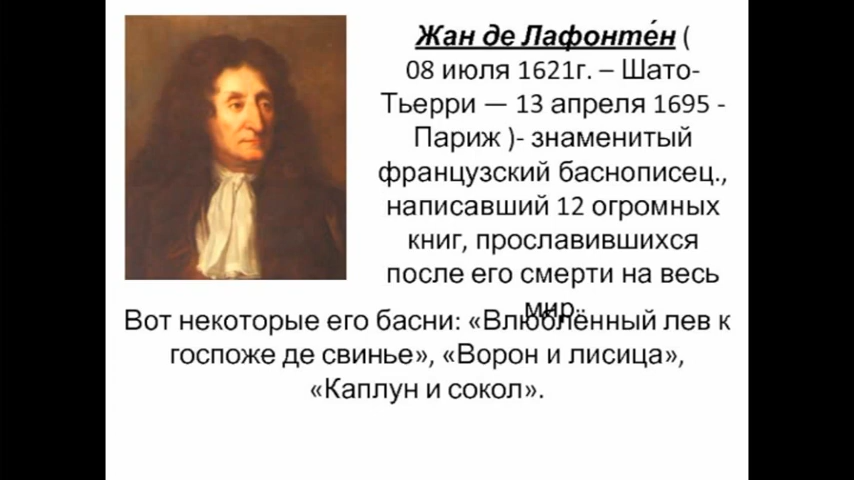 Жан де Лафонте́н (
08 июля 1621г. – Шато-
Тьерри — 13 апреля 1695 -
Париж )- знаменитый
французский баснописец.,
написавший 12 огромных
книг, прославившихся
после его смерти на весь
мир..
Вот некоторые его басни: «Влюблённый лев к
госпоже де свинье», «Ворон и лисица»,
«Каплун и сокол».